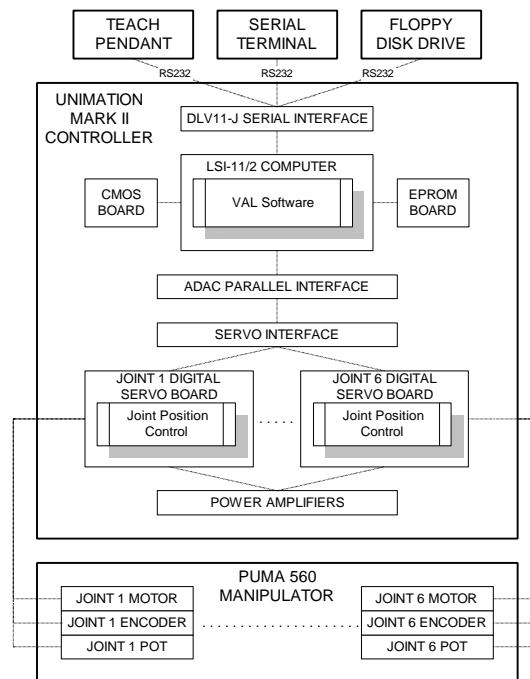 TEACH
PENDANT
SERIAL
TERMINAL
FLOPPY
DISK DRIVE
RS232
RS232
RS232
UNIMATION
MARK II
CONTROLLER
DLV11-J SERIAL INTERFACE
LSI-11/2 COMPUTER
VAL Software
CMOS
BOARD
EPROM
BOARD
ADAC PARALLEL INTERFACE
SERVO INTERFACE
JOINT 1 DIGITAL
SERVO BOARD
Joint Position
Control
. . . . .
JOINT 6 DIGITAL
SERVO BOARD
Joint Position
Control
POWER AMPLIFIERS
PUMA 560
MANIPULATOR
JOINT 1 MOTOR
JOINT 1 ENCODER
JOINT 1 POT
JOINT 6 MOTOR
JOINT 6 ENCODER
JOINT 6 POT